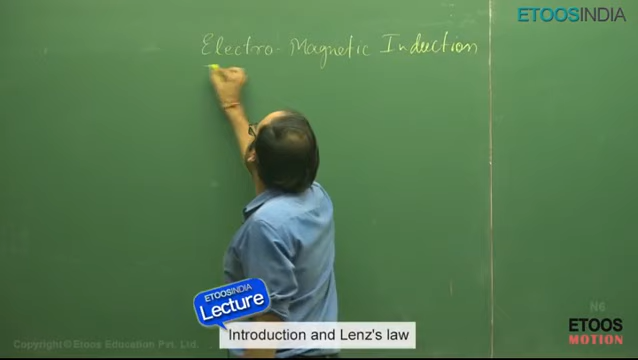 ETOOSINDIA
Electro-Magnetic Induction
ETOOSINDIA
Lecture
Introduction and Lenz's law
N6
ETOOS
MOTION
Copyright © Etoos Education Pvt. Ltd.